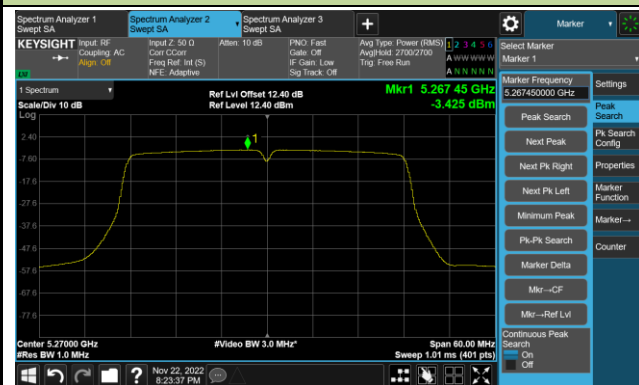 Spectrum Analyzer 1
Swept SA
Spectrum Analyzer 2
Swept SA
Spectrum Analyzer 3
Swept SA
+
Marker
KEYSIGHT
Input: RF
Coupling: AC
Align: Off
Input Z: 50 Ω
Corr CCorr
Freq Ref: Int (S)
NFE: Adaptive
Atten: 10 dB
PNO: Fast
Gate: Off
IF Gain: Low
Sig Track: Off
Avg Type: Power (RMS)
Avg|Hold: 2700/2700
Trig: Free Run
1 2 3 4 5 6
A W W W W W
A N N N N N
Select Marker
Marker 1
Marker Frequency
5.267450000 GHz
Peak Search
Next Peak
Next Pk Right
Next Pk Left
Minimum Peak
Pk-Pk Search
Marker Delta
Mkr→CF
Mkr→Ref Lvl
Continuous Peak
Search
On
Off
Settings
Peak
Search
Pk Search
Config
Properties
Marker
Function
Marker→
Counter
1 Spectrum
Scale/Div 10 dB
Log
Ref Lvl Offset 12.40 dB
Ref Level 12.40 dBm
Mkr1 5.267 45 GHz
-3.425 dBm
1
2.40
-7.60
-17.6
-27.6
-37.6
-47.6
-57.6
-67.6
-77.6
Center 5.27000 GHz
#Res BW 1.0 MHz
#Video BW 3.0 MHz*
Span 60.00 MHz
Sweep 1.01 ms (401 pts)
?
Nov 22, 2022
8:23:37 PM